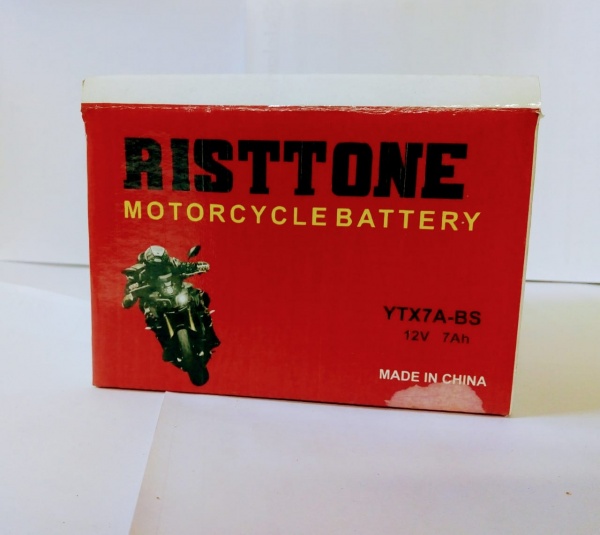 RISTTONE
MOTORCYCLE BATTERY
YTX7A-BS
12V 7Ah
MADE IN CHINA